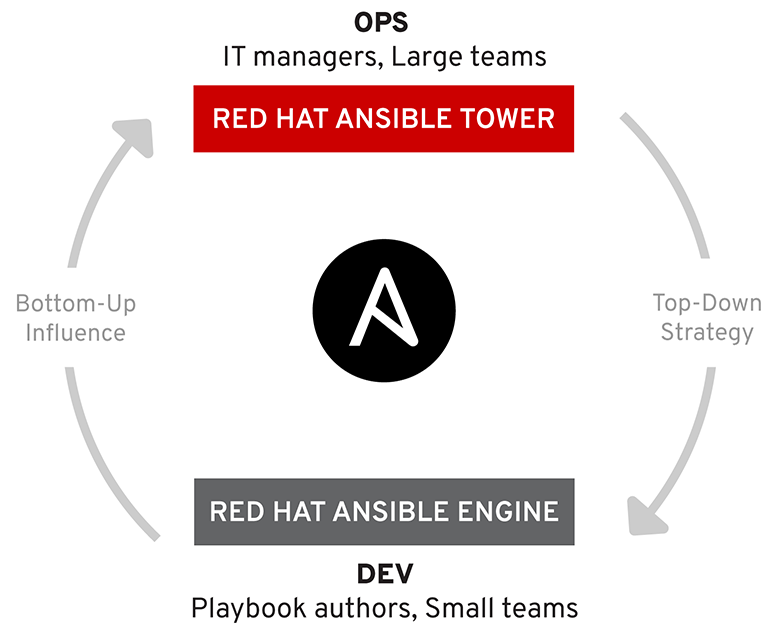 OPS
IT managers, Large teams
RED HAT ANSIBLE TOWER
Bottom-Up
Influence
Top-Down
Strategy
RED HAT ANSIBLE ENGINE
DEV
Playbook authors, Small teams